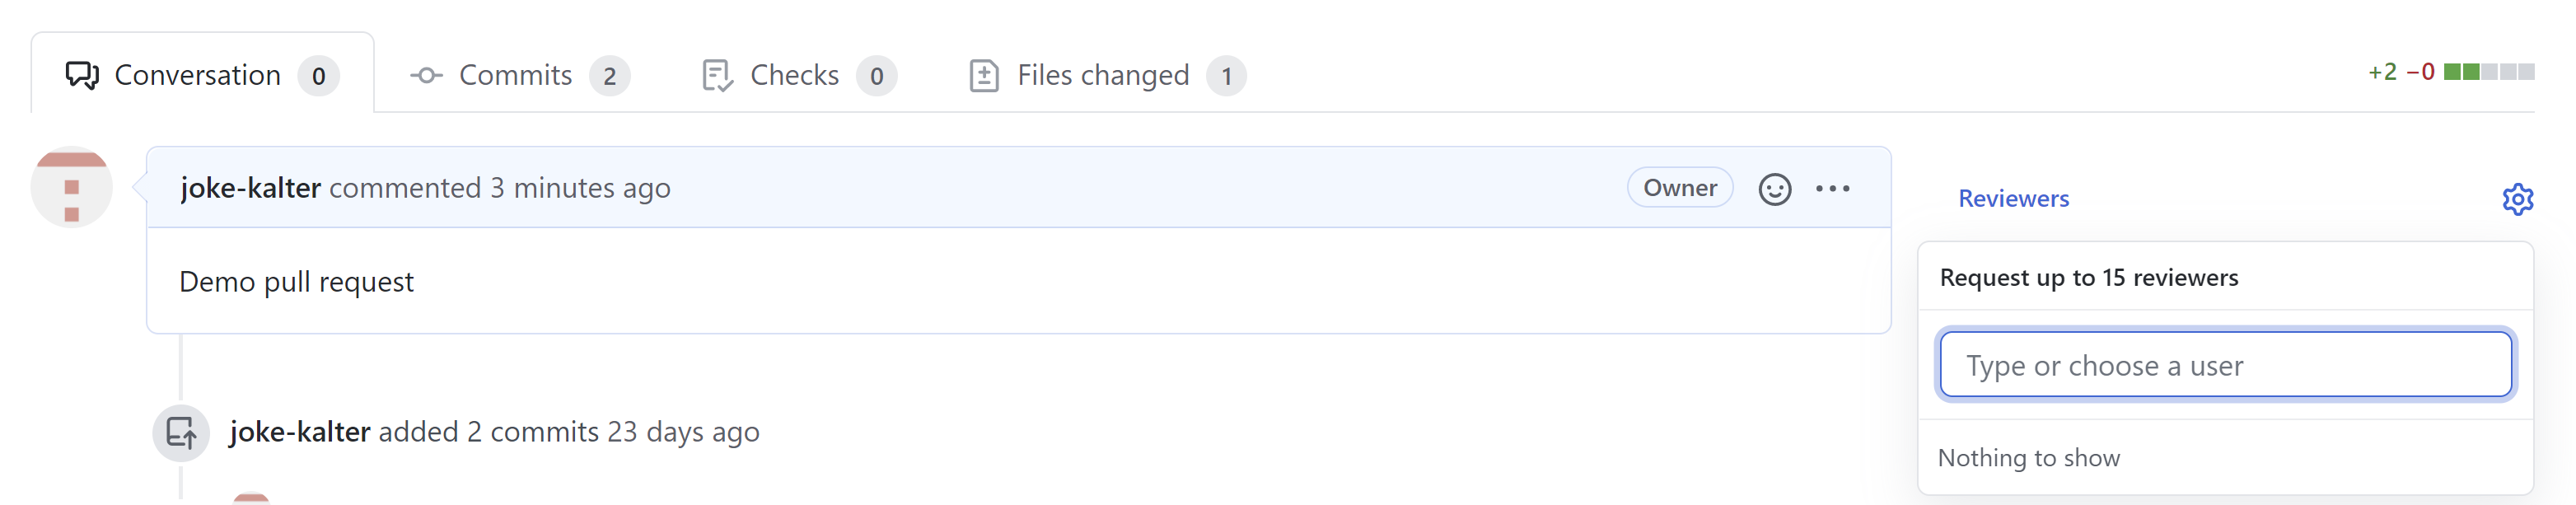 Conversation 0 Commits 2 Checks 0 Files changed 1 +2 −0
joke-kalter commented 3 minutes ago Owner
Reviewers
Demo pull request
Request up to 15 reviewers
Type or choose a user
Nothing to show
joke-kalter added 2 commits 23 days ago